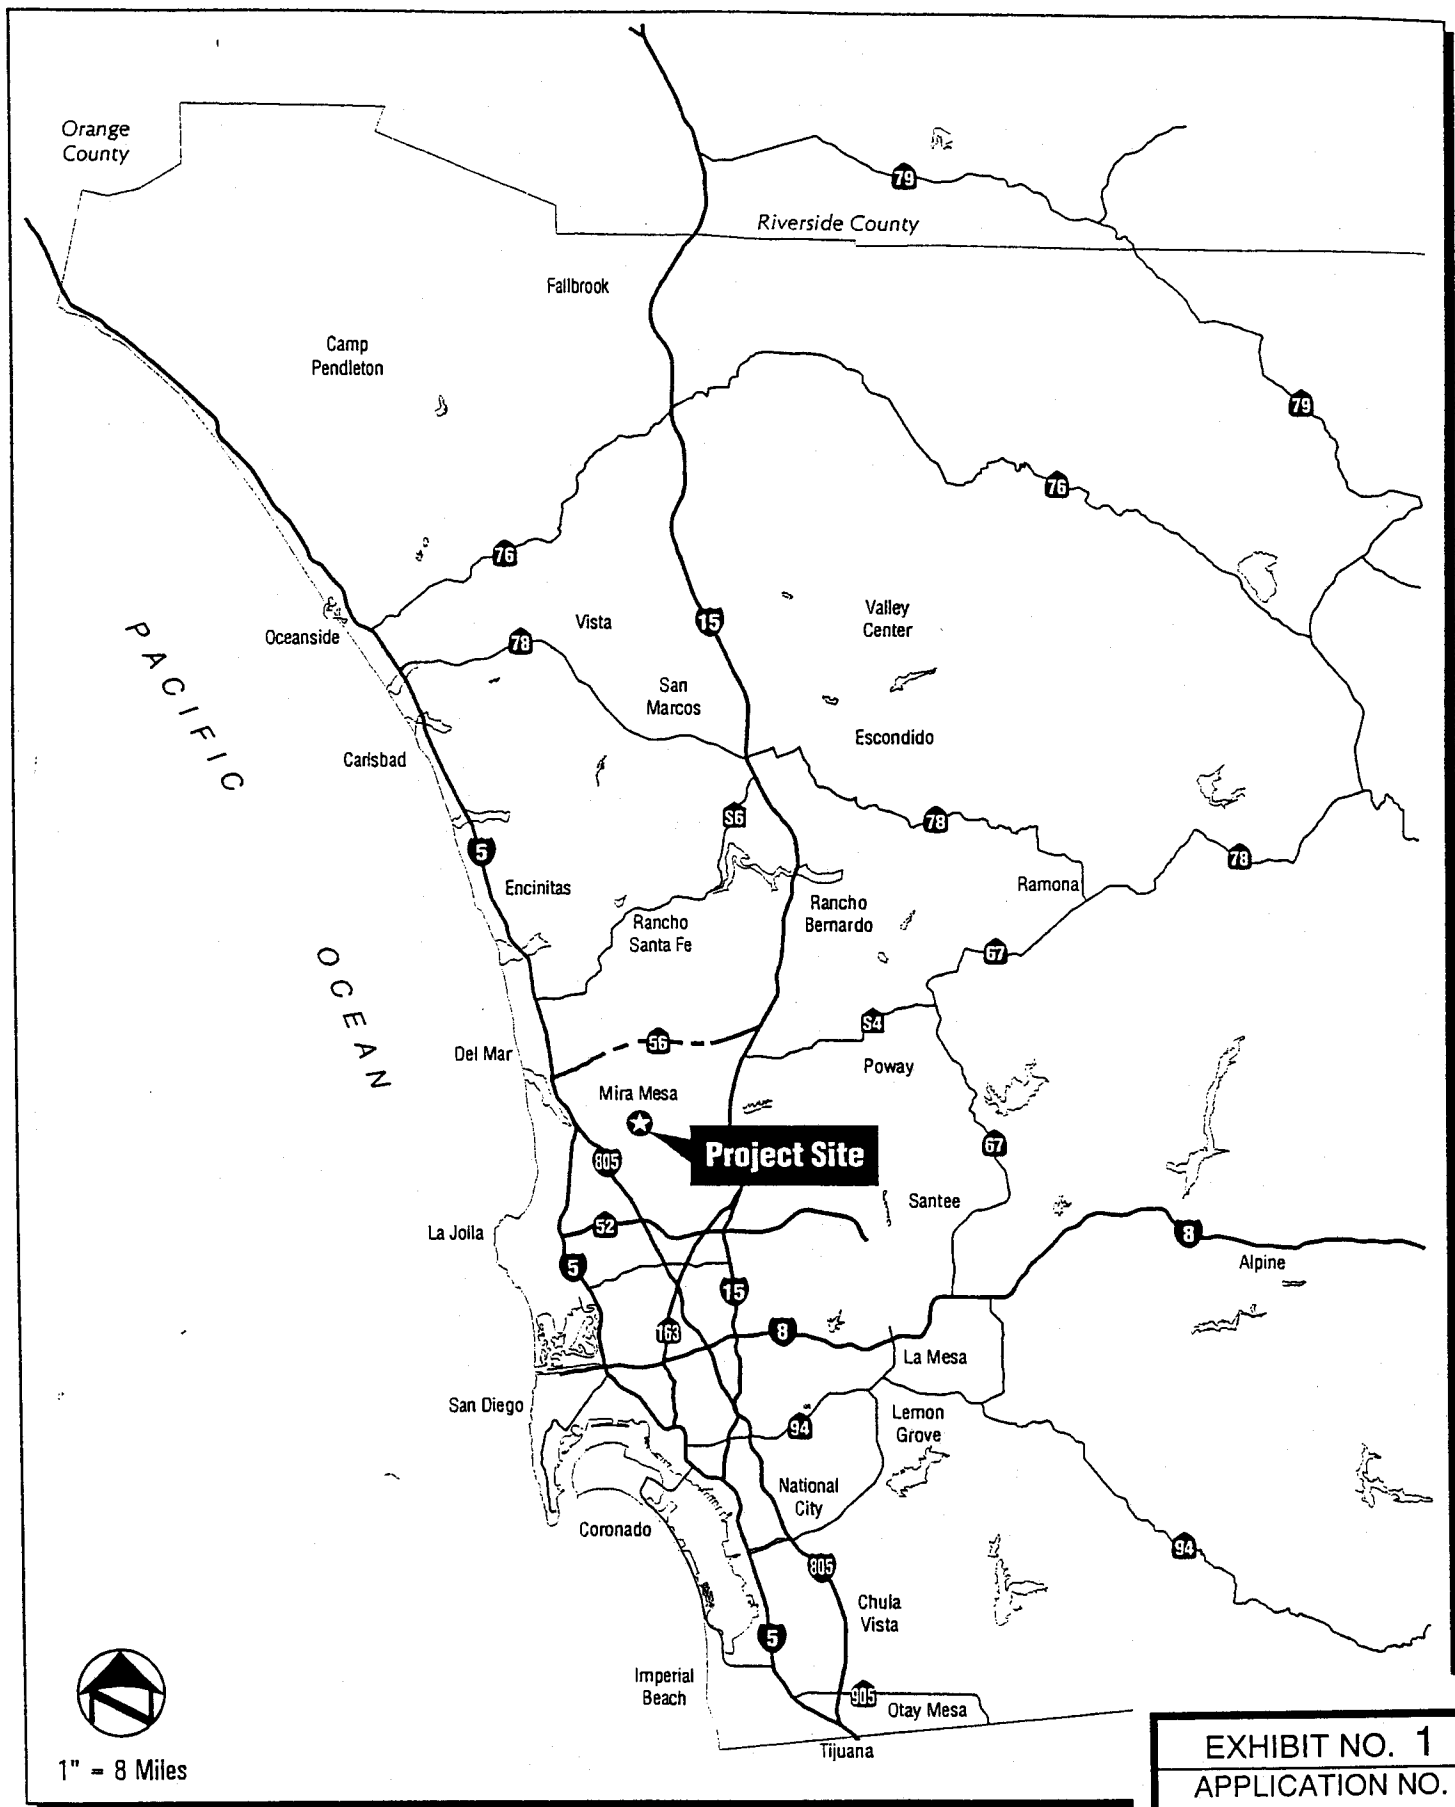 Orange
County
79
Riverside County
Fallbrook
Camp
Pendleton
79
76
76
Valley
Center
Vista
15
Oceanside
78
San
Marcos
PACIFIC
Escondido
Carlsbad
S6
78
5
78
Encinitas
Ramona
Rancho
Bernardo
Rancho
Santa Fe
OCEAN
67
S4
56
Del Mar
Poway
Mira Mesa
67
Project Site
805
Santee
52
La Jolla
8
5
Alpine
15
163
8
La Mesa
San Diego
94
Lemon
Grove
National
City
Coronado
94
805
Chula
Vista
5
Imperial
Beach
905
Otay Mesa
Tijuana
1" = 8 Miles
EXHIBIT NO. 1
APPLICATION NO.